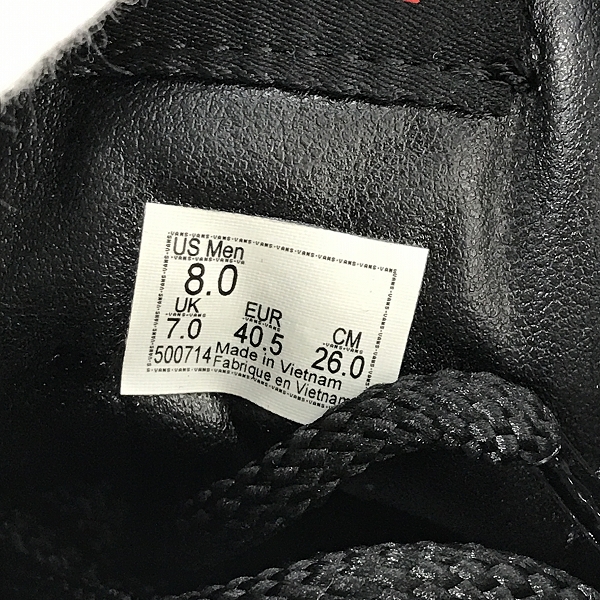 US Men
8.0
UK EUR CM
7.0 40.5 26.0
500714 Made in Vietnam
Fabriqué en Vietnam